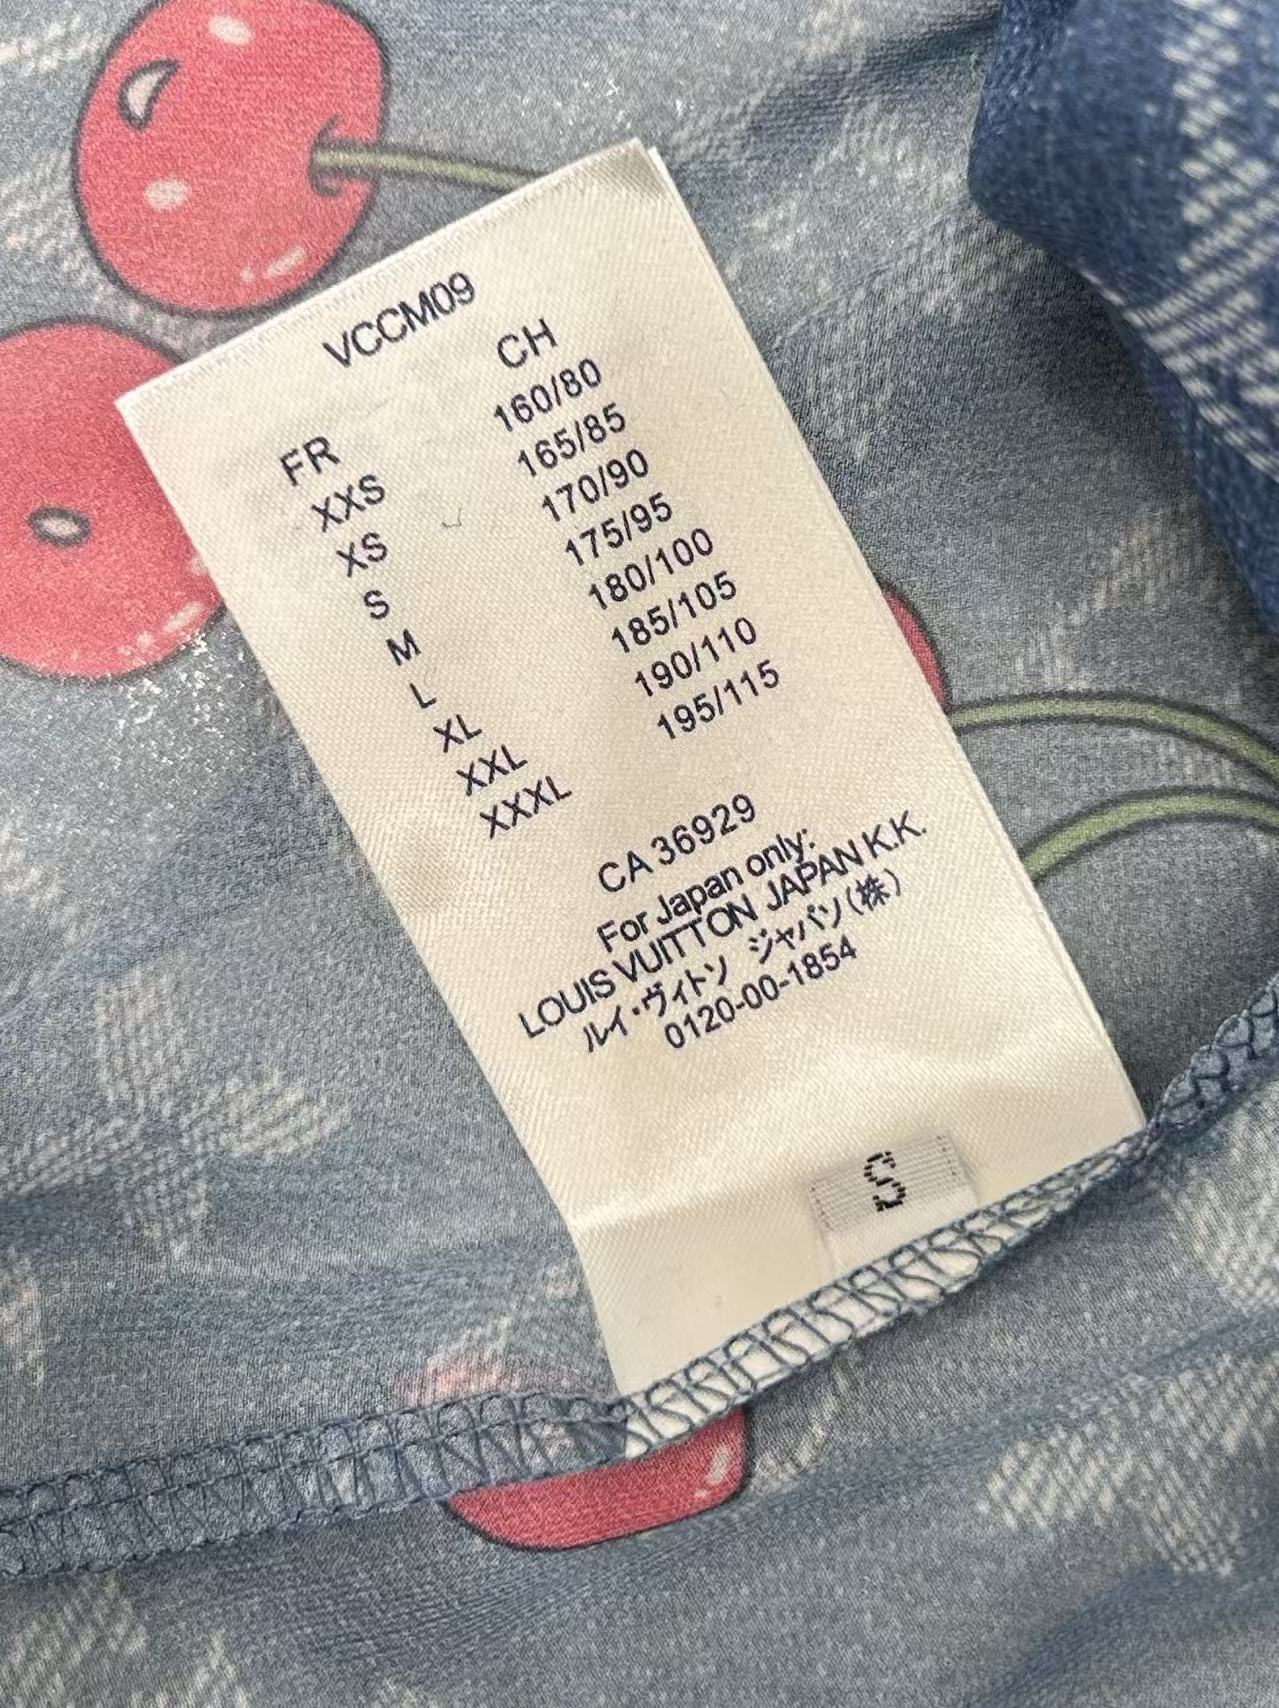 VCCM09
FR CH
XXS 160/80
XS 165/85
S 170/90
M 175/95
L 180/100
XL 185/105
XXL 190/110
XXXL 195/115
CA 36929
For Japan only:
LOUIS VUITTON JAPAN K.K.
ルイ・ヴィトン ジャパン(株)
0120-00-1854
S